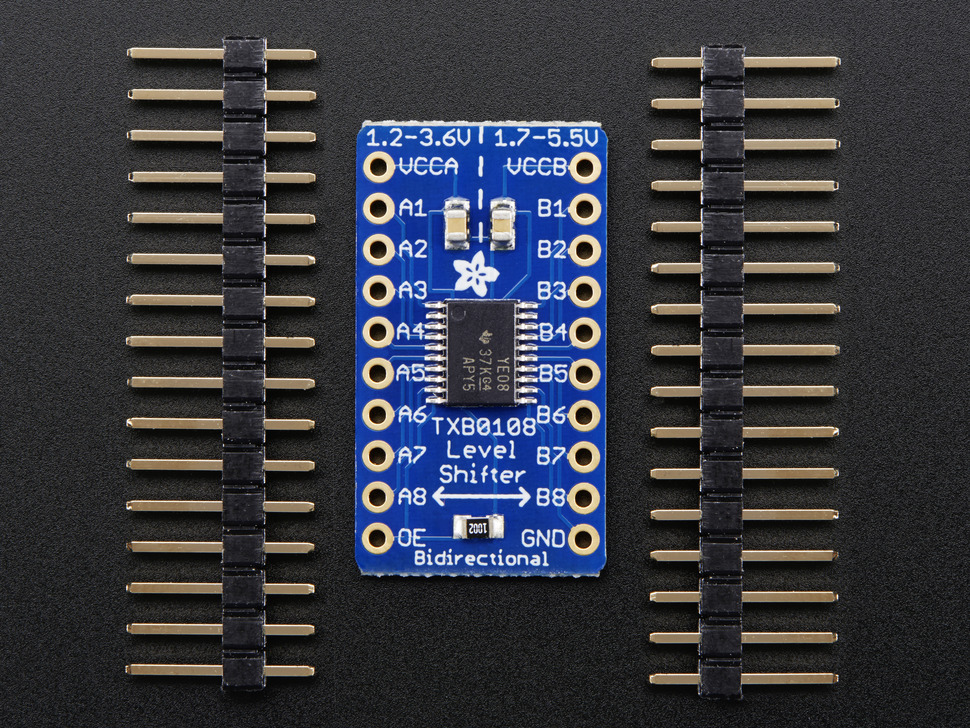 1.2-3.6V 1.7-5.5V
VCCA VCCB
A1 B1
A2 B2
A3 B3
A4 B4
A5 B5
A6 B6
A7 B7
A8 B8
OE GND
YE08
37KG4
APY5
TXB0108
Level
Shifter
1002
Bidirectional